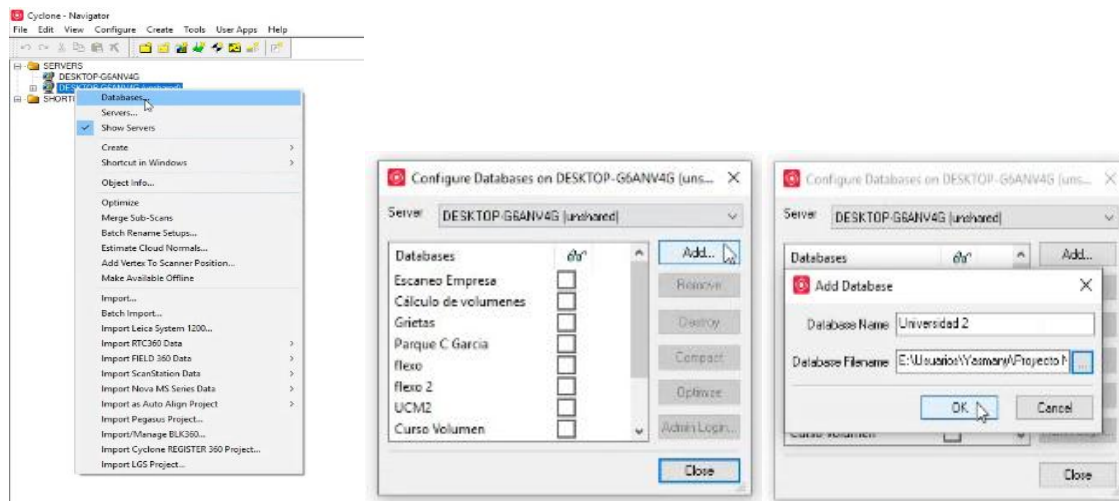 Cyclone - Navigator
File Edit View Configure Create Tools User Apps Help
SERVERS
DESKTOP-G6ANV4G
DESKTOP-G6ANV4G (unshared)
SHORT
Databases...
Servers...
Show Servers
Create
Shortcut in Windows
Object Info...
Optimize
Merge Sub-Scans
Batch Rename Setups...
Estimate Cloud Normals...
Add Vertex To Scanner Position...
Make Available Offline
Import...
Batch Import...
Import Leica System 1200...
Import RTC360 Data
Import FIELD 360 Data
Import ScanStation Data
Import Nova MS Series Data
Import as Auto Align Project
Import Pegasus Project...
Import/Manage BLK360...
Import Cyclone REGISTER 360 Project...
Import LGS Project...
Configure Databases on DESKTOP-G6ANV4G (uns...
Server DESKTOP-G6ANV4G (unshared)
Databases
Escaneo Empresa
Cálculo de volumenes
Grietas
Parque C Garcia
flexo
flexo 2
UCM2
Curso Volumen
Add...
Remove
Destroy
Compact
Optimize
Admin Login...
Close
Configure Databases on DESKTOP-G6ANV4G (uns...
Server DESKTOP-G6ANV4G (unshared)
Databases
Add...
Add Database
Database Name Universidad 2
Database Filename E:\Usuarios\Yasmany\Proyecto N
...
OK Cancel
Curso Volumen
Close